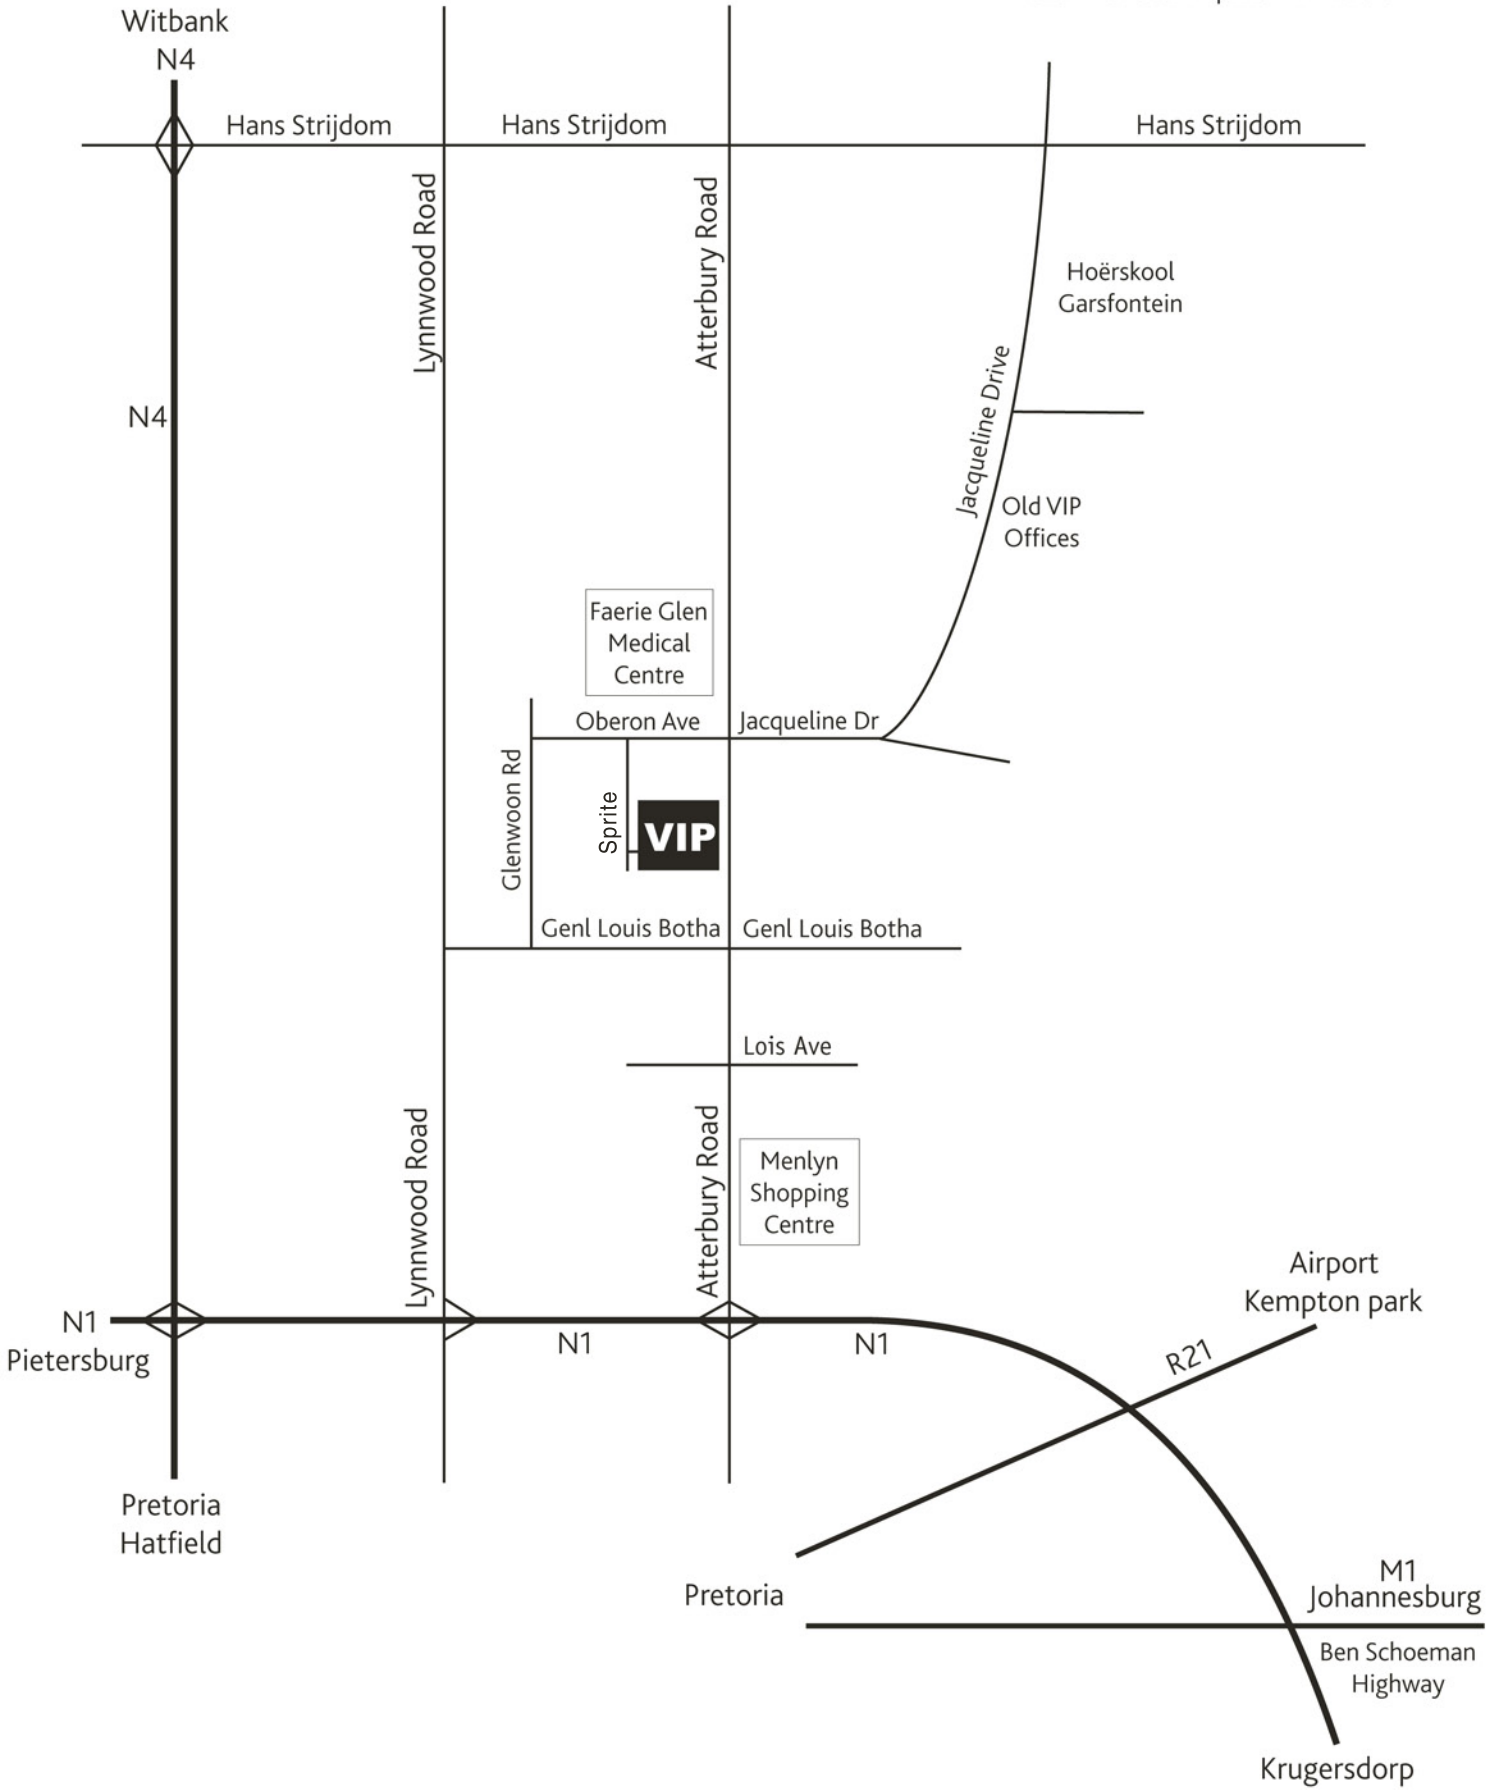 Witbank
N4
Hans Strijdom
Hans Strijdom
Hans Strijdom
Lynnwood Road
Atterbury Road
Hoërskool
Garsfontein
Jacqueline Drive
N4
Old VIP
Offices
Faerie Glen
Medical
Centre
Oberon Ave
Jacqueline Dr
Glenwoon Rd
Sprite
VIP
Genl Louis Botha
Genl Louis Botha
Lois Ave
Lynnwood Road
Atterbury Road
Menlyn
Shopping
Centre
Airport
Kempton park
N1
Pietersburg
N1
N1
R21
Pretoria
Hatfield
Pretoria
M1
Johannesburg
Ben Schoeman
Highway
Krugersdorp